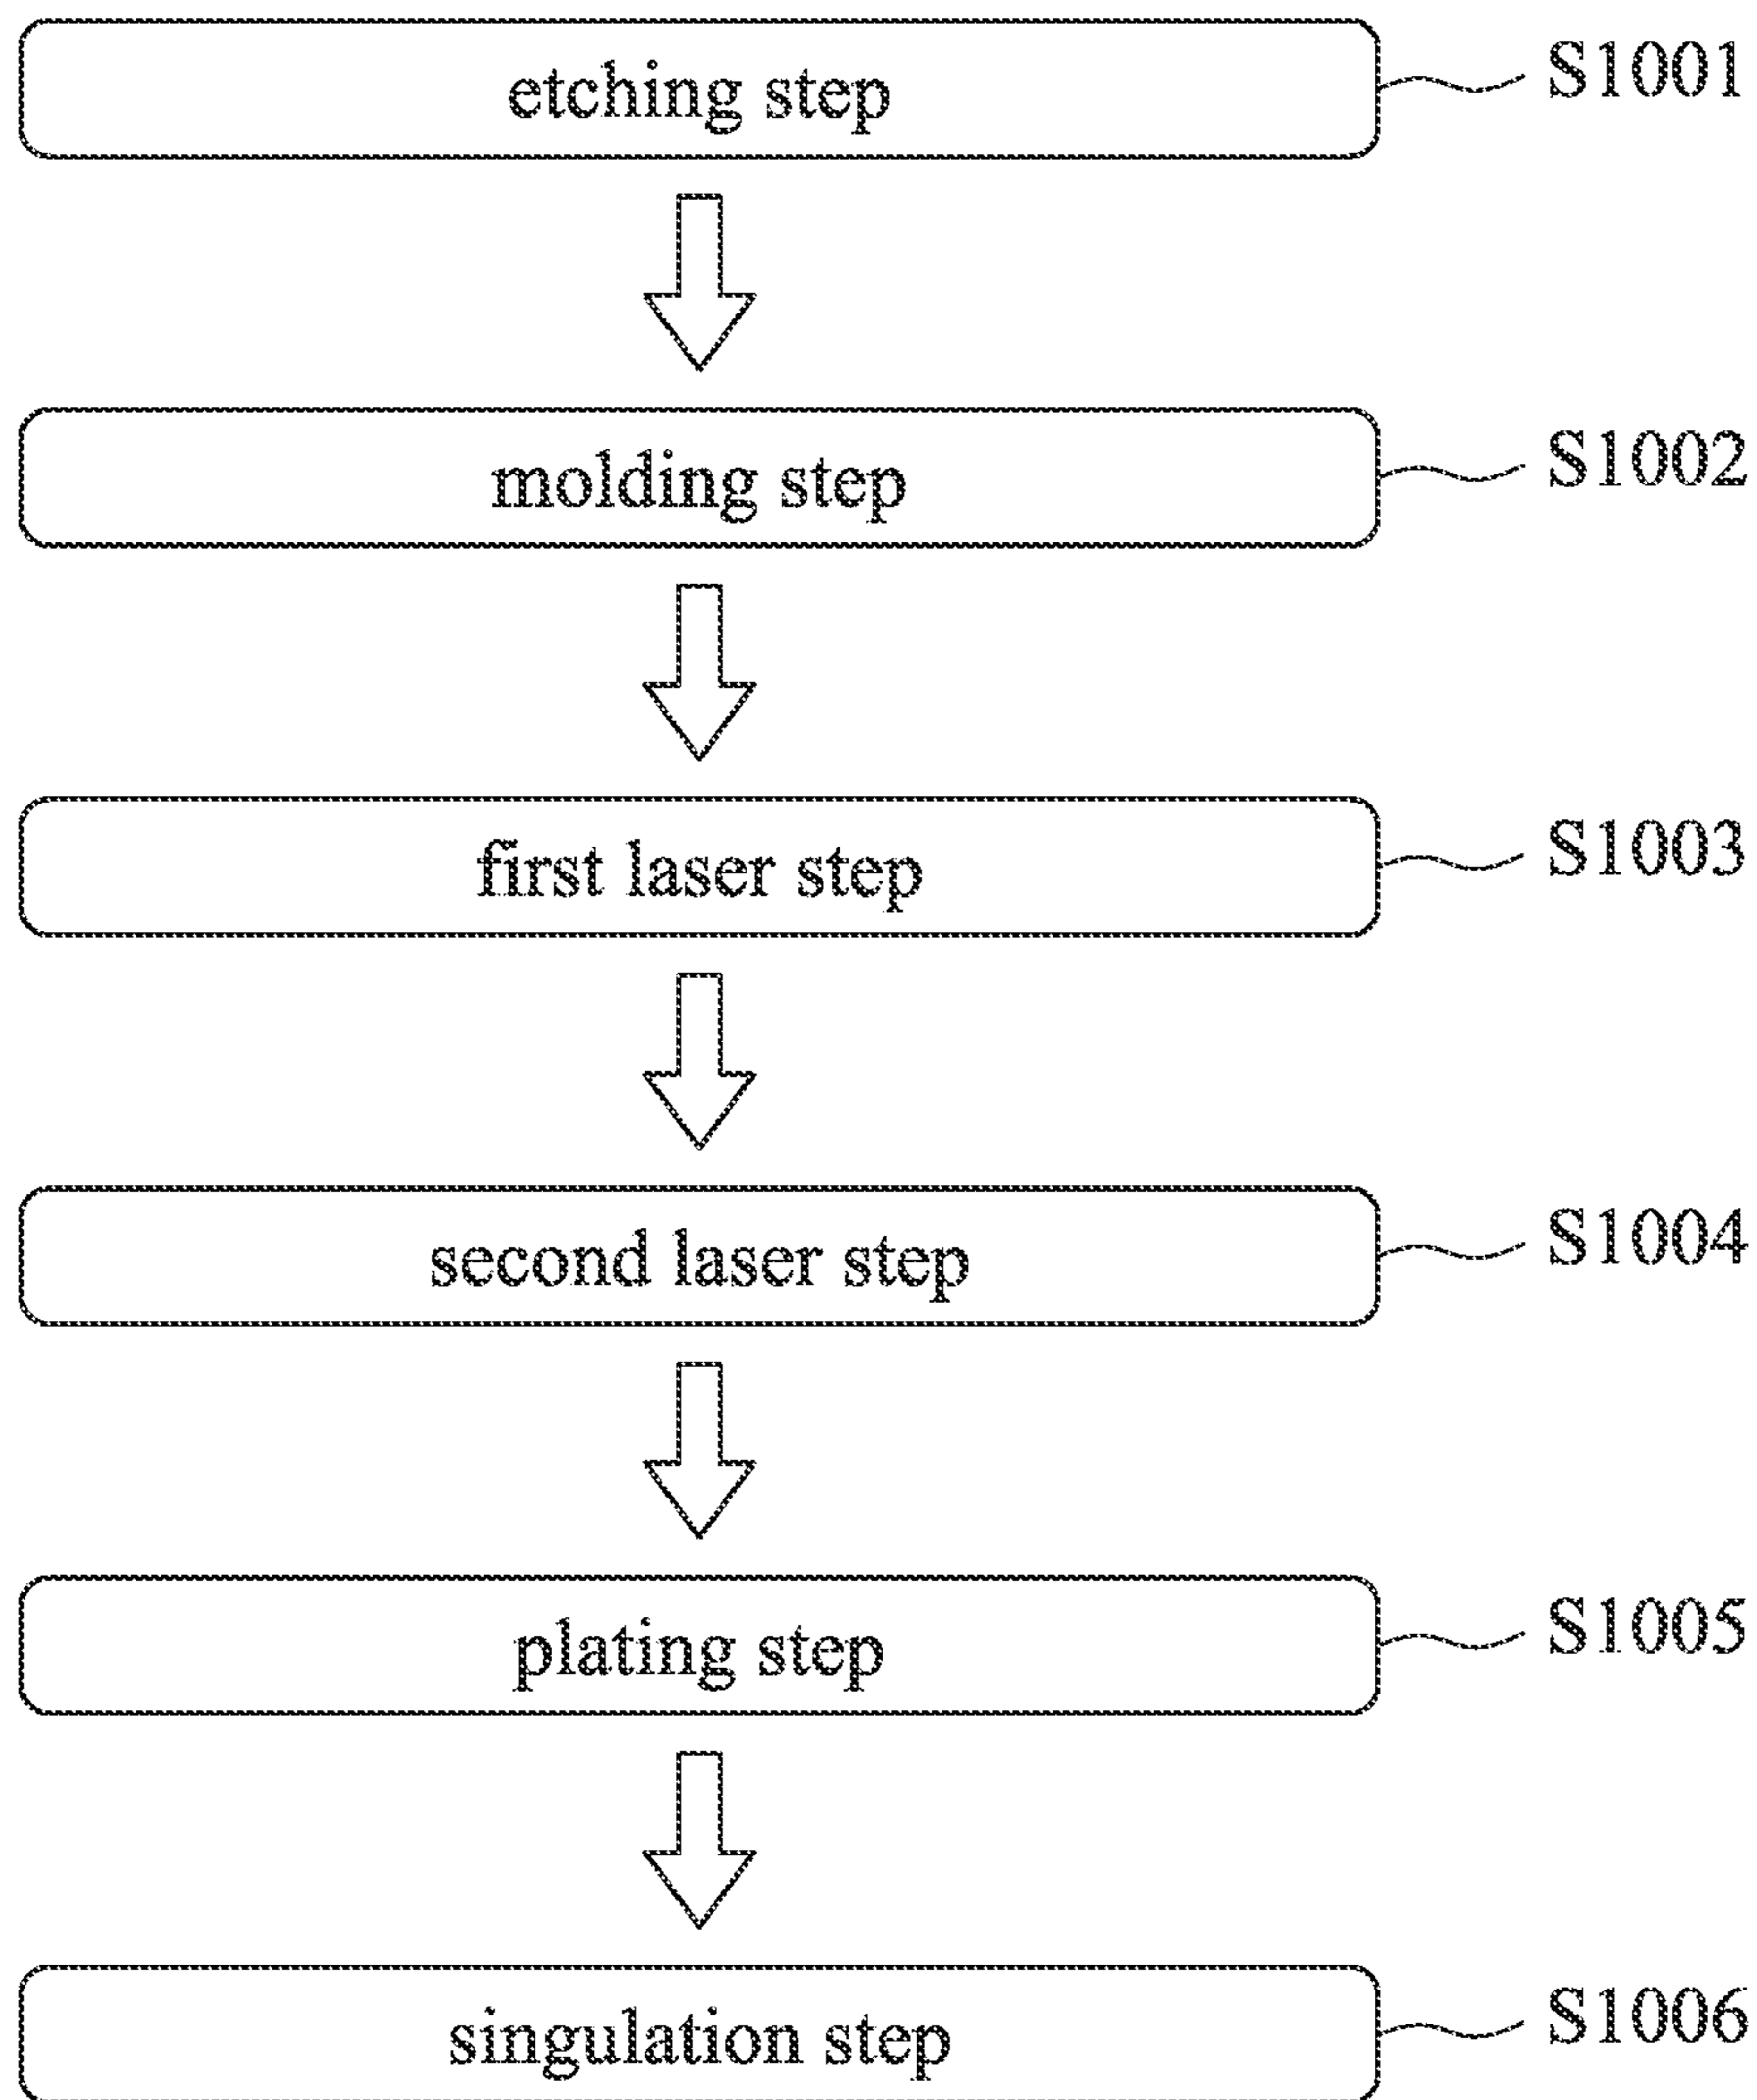 etching step S1001
molding step S1002
first laser step S1003
second laser step S1004
plating step S1005
singulation step S1006